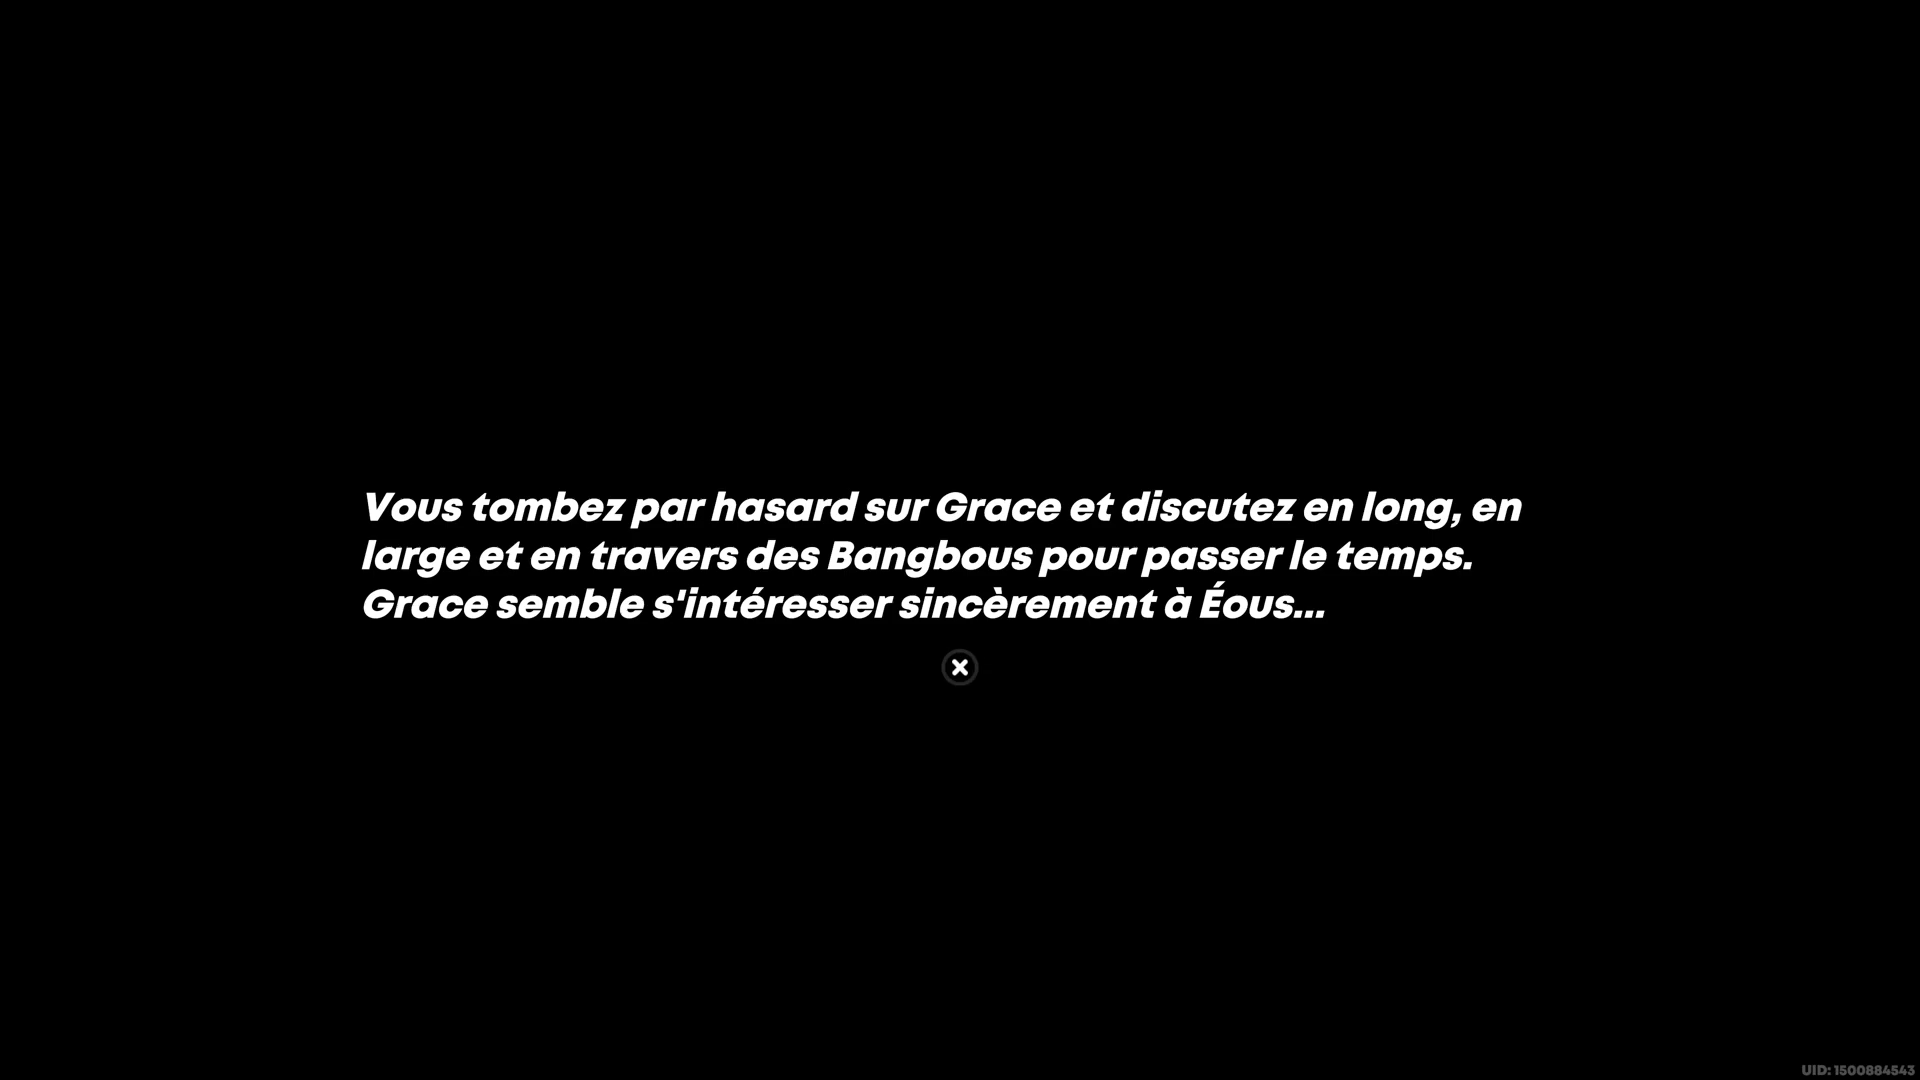 Vous tombez par hasard sur Grace et discutez en long, en
large et en travers des Bangbous pour passer le temps.
Grace semble s'intéresser sincèrement à Éous...
UID: 1500884543